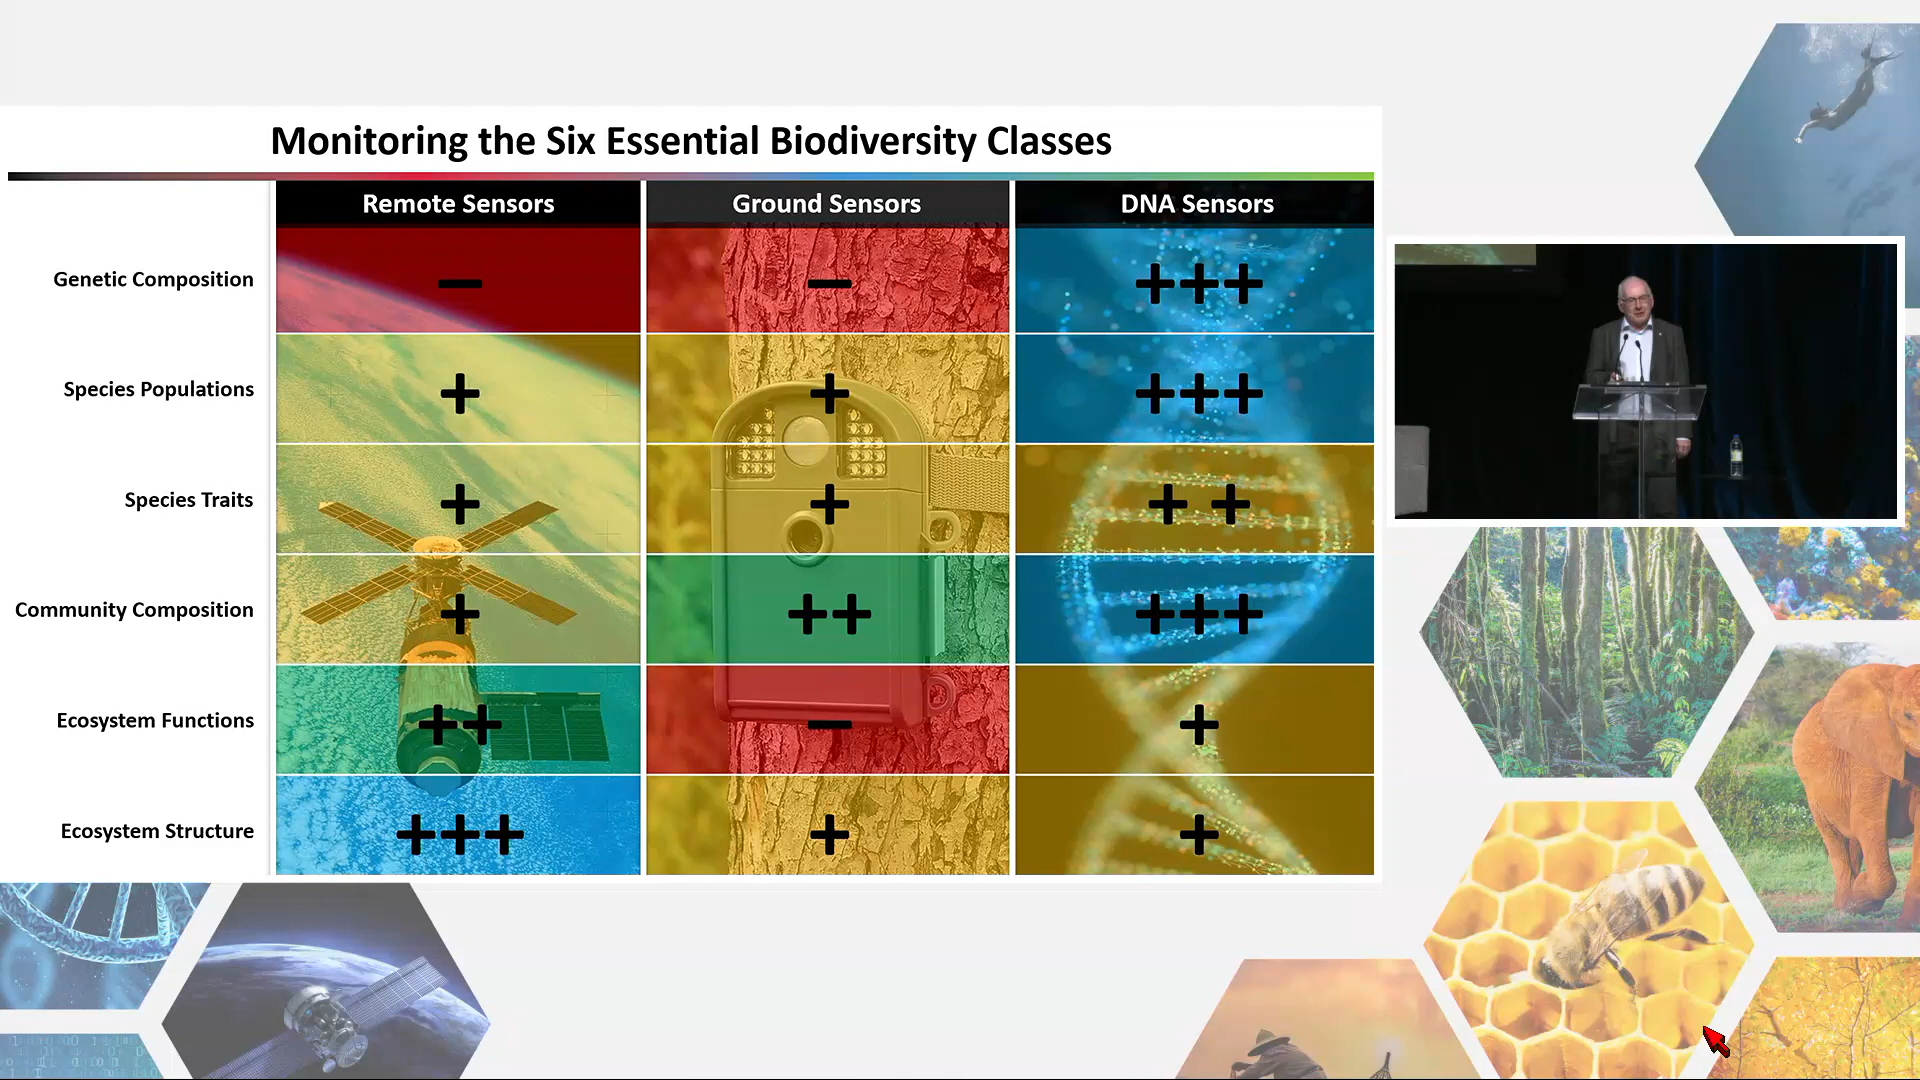 Monitoring the Six Essential Biodiversity Classes
Remote Sensors Ground Sensors DNA Sensors
Genetic Composition — — +++
Species Populations + + +++
Species Traits + + + +
Community Composition + ++ +++
Ecosystem Functions ++ — +
Ecosystem Structure +++ + +